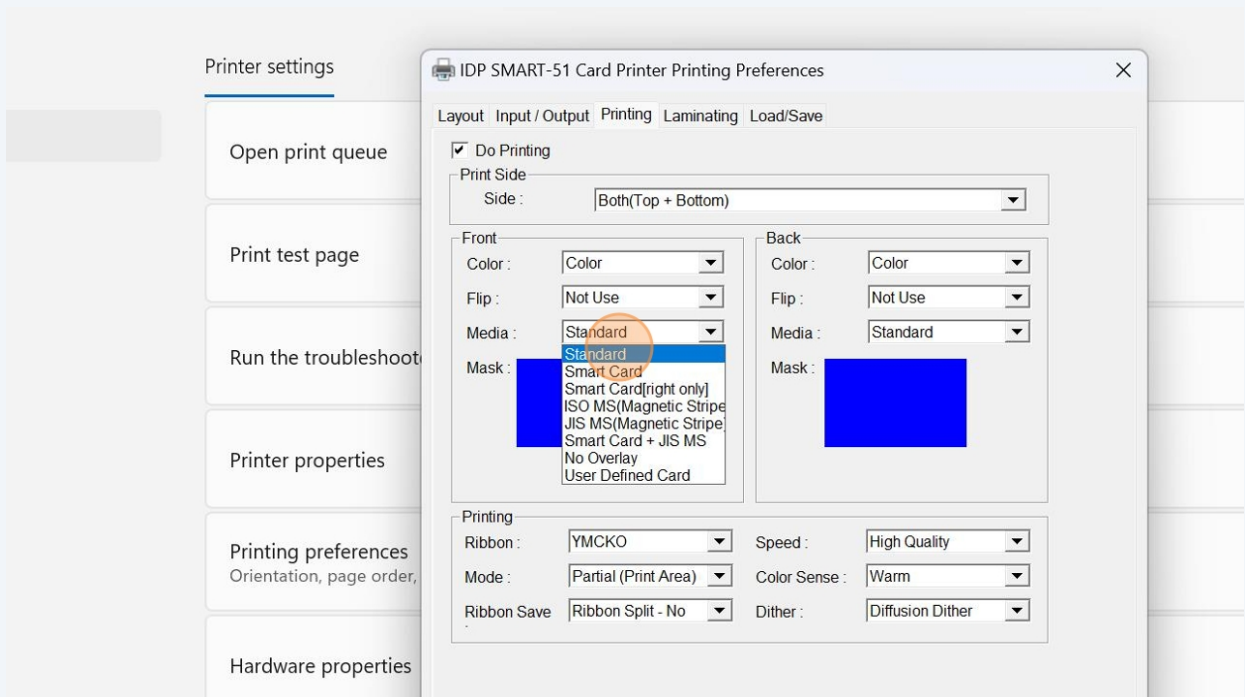 Printer settings
Open print queue
Print test page
Run the troubleshoot
Printer properties
Printing preferences
Orientation, page order,
Hardware properties
IDP SMART-51 Card Printer Printing Preferences
Layout Input / Output Printing Laminating Load/Save
Do Printing
Print Side
Side : Both(Top + Bottom)
Front
Color : Color
Flip : Not Use
Media : Standard
Standard
Smart Card
Smart Card[right only]
ISO MS(Magnetic Stripe
JIS MS(Magnetic Stripe)
Smart Card + JIS MS
No Overlay
User Defined Card
Mask :
Back
Color : Color
Flip : Not Use
Media : Standard
Mask :
Printing
Ribbon : YMCKO Speed : High Quality
Mode : Partial (Print Area) Color Sense : Warm
Ribbon Save Ribbon Split - No Dither : Diffusion Dither